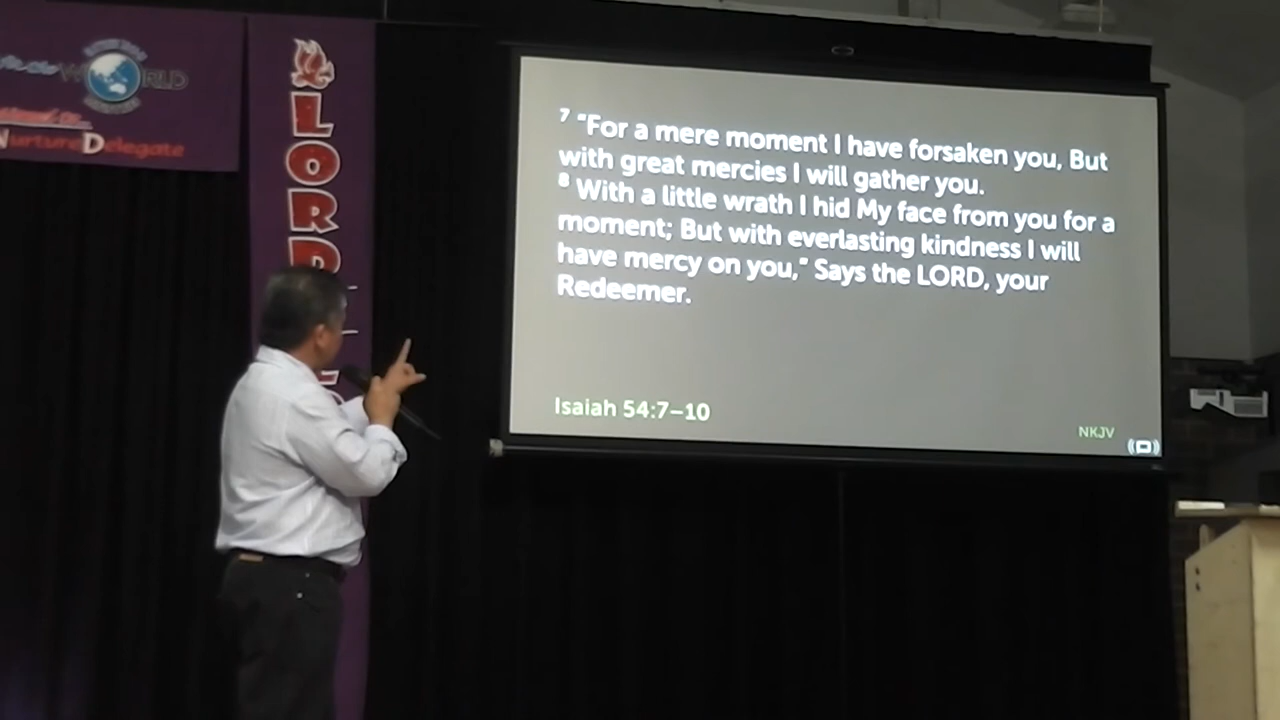 WORLD
Nurture Delegate
LORD
7 “For a mere moment I have forsaken you, But
with great mercies I will gather you.
8 With a little wrath I hid My face from you for a
moment; But with everlasting kindness I will
have mercy on you,” Says the LORD, your
Redeemer.
Isaiah 54:7–10
NKJV